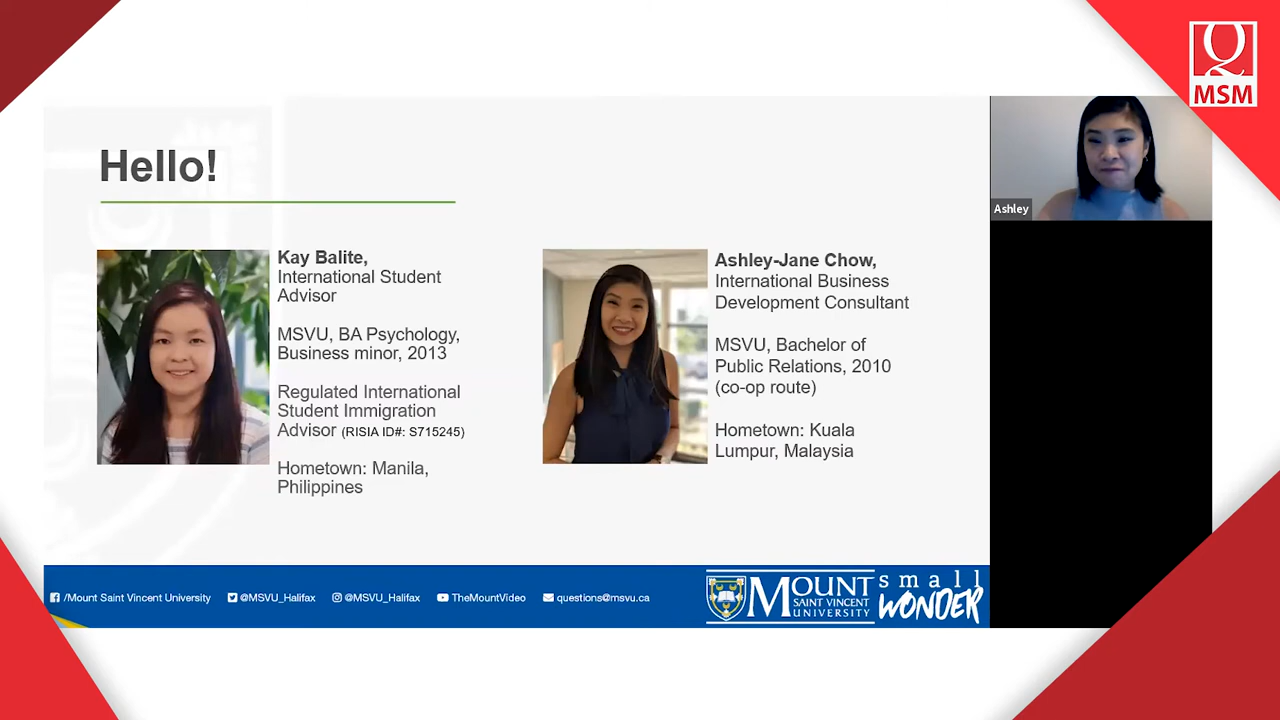 Hello!
Kay Balite,
International Student
Advisor
MSVU, BA Psychology,
Business minor, 2013
Regulated International
Student Immigration
Advisor (RISIA ID#: S715245)
Hometown: Manila,
Philippines
Ashley-Jane Chow,
International Business
Development Consultant
MSVU, Bachelor of
Public Relations, 2010
(co-op route)
Hometown: Kuala
Lumpur, Malaysia
/Mount Saint Vincent University
@MSVU_Halifax
@MSVU_Halifax
TheMountVideo
questions@msvu.ca
MOUNT
SAINT VINCENT
UNIVERSITY
small
WONDER
Ashley
MSM